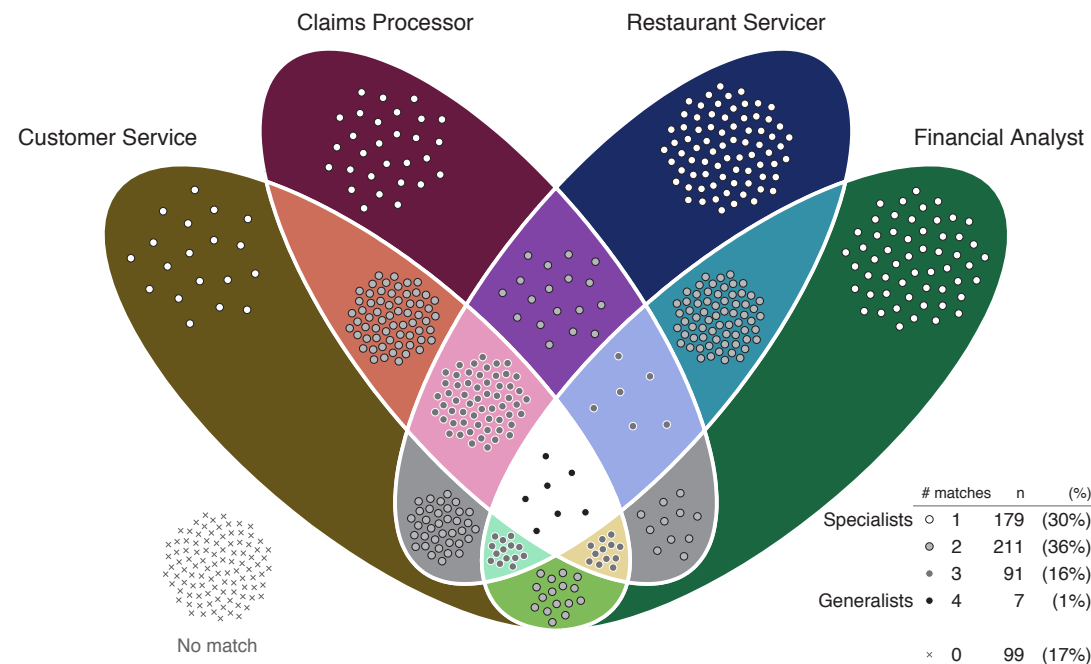 Claims Processor
Restaurant Servicer
Customer Service
Financial Analyst
# matches n (%)
Specialists 1 179 (30%)
2 211 (36%)
3 91 (16%)
Generalists 4 7 (1%)
0 99 (17%)
No match